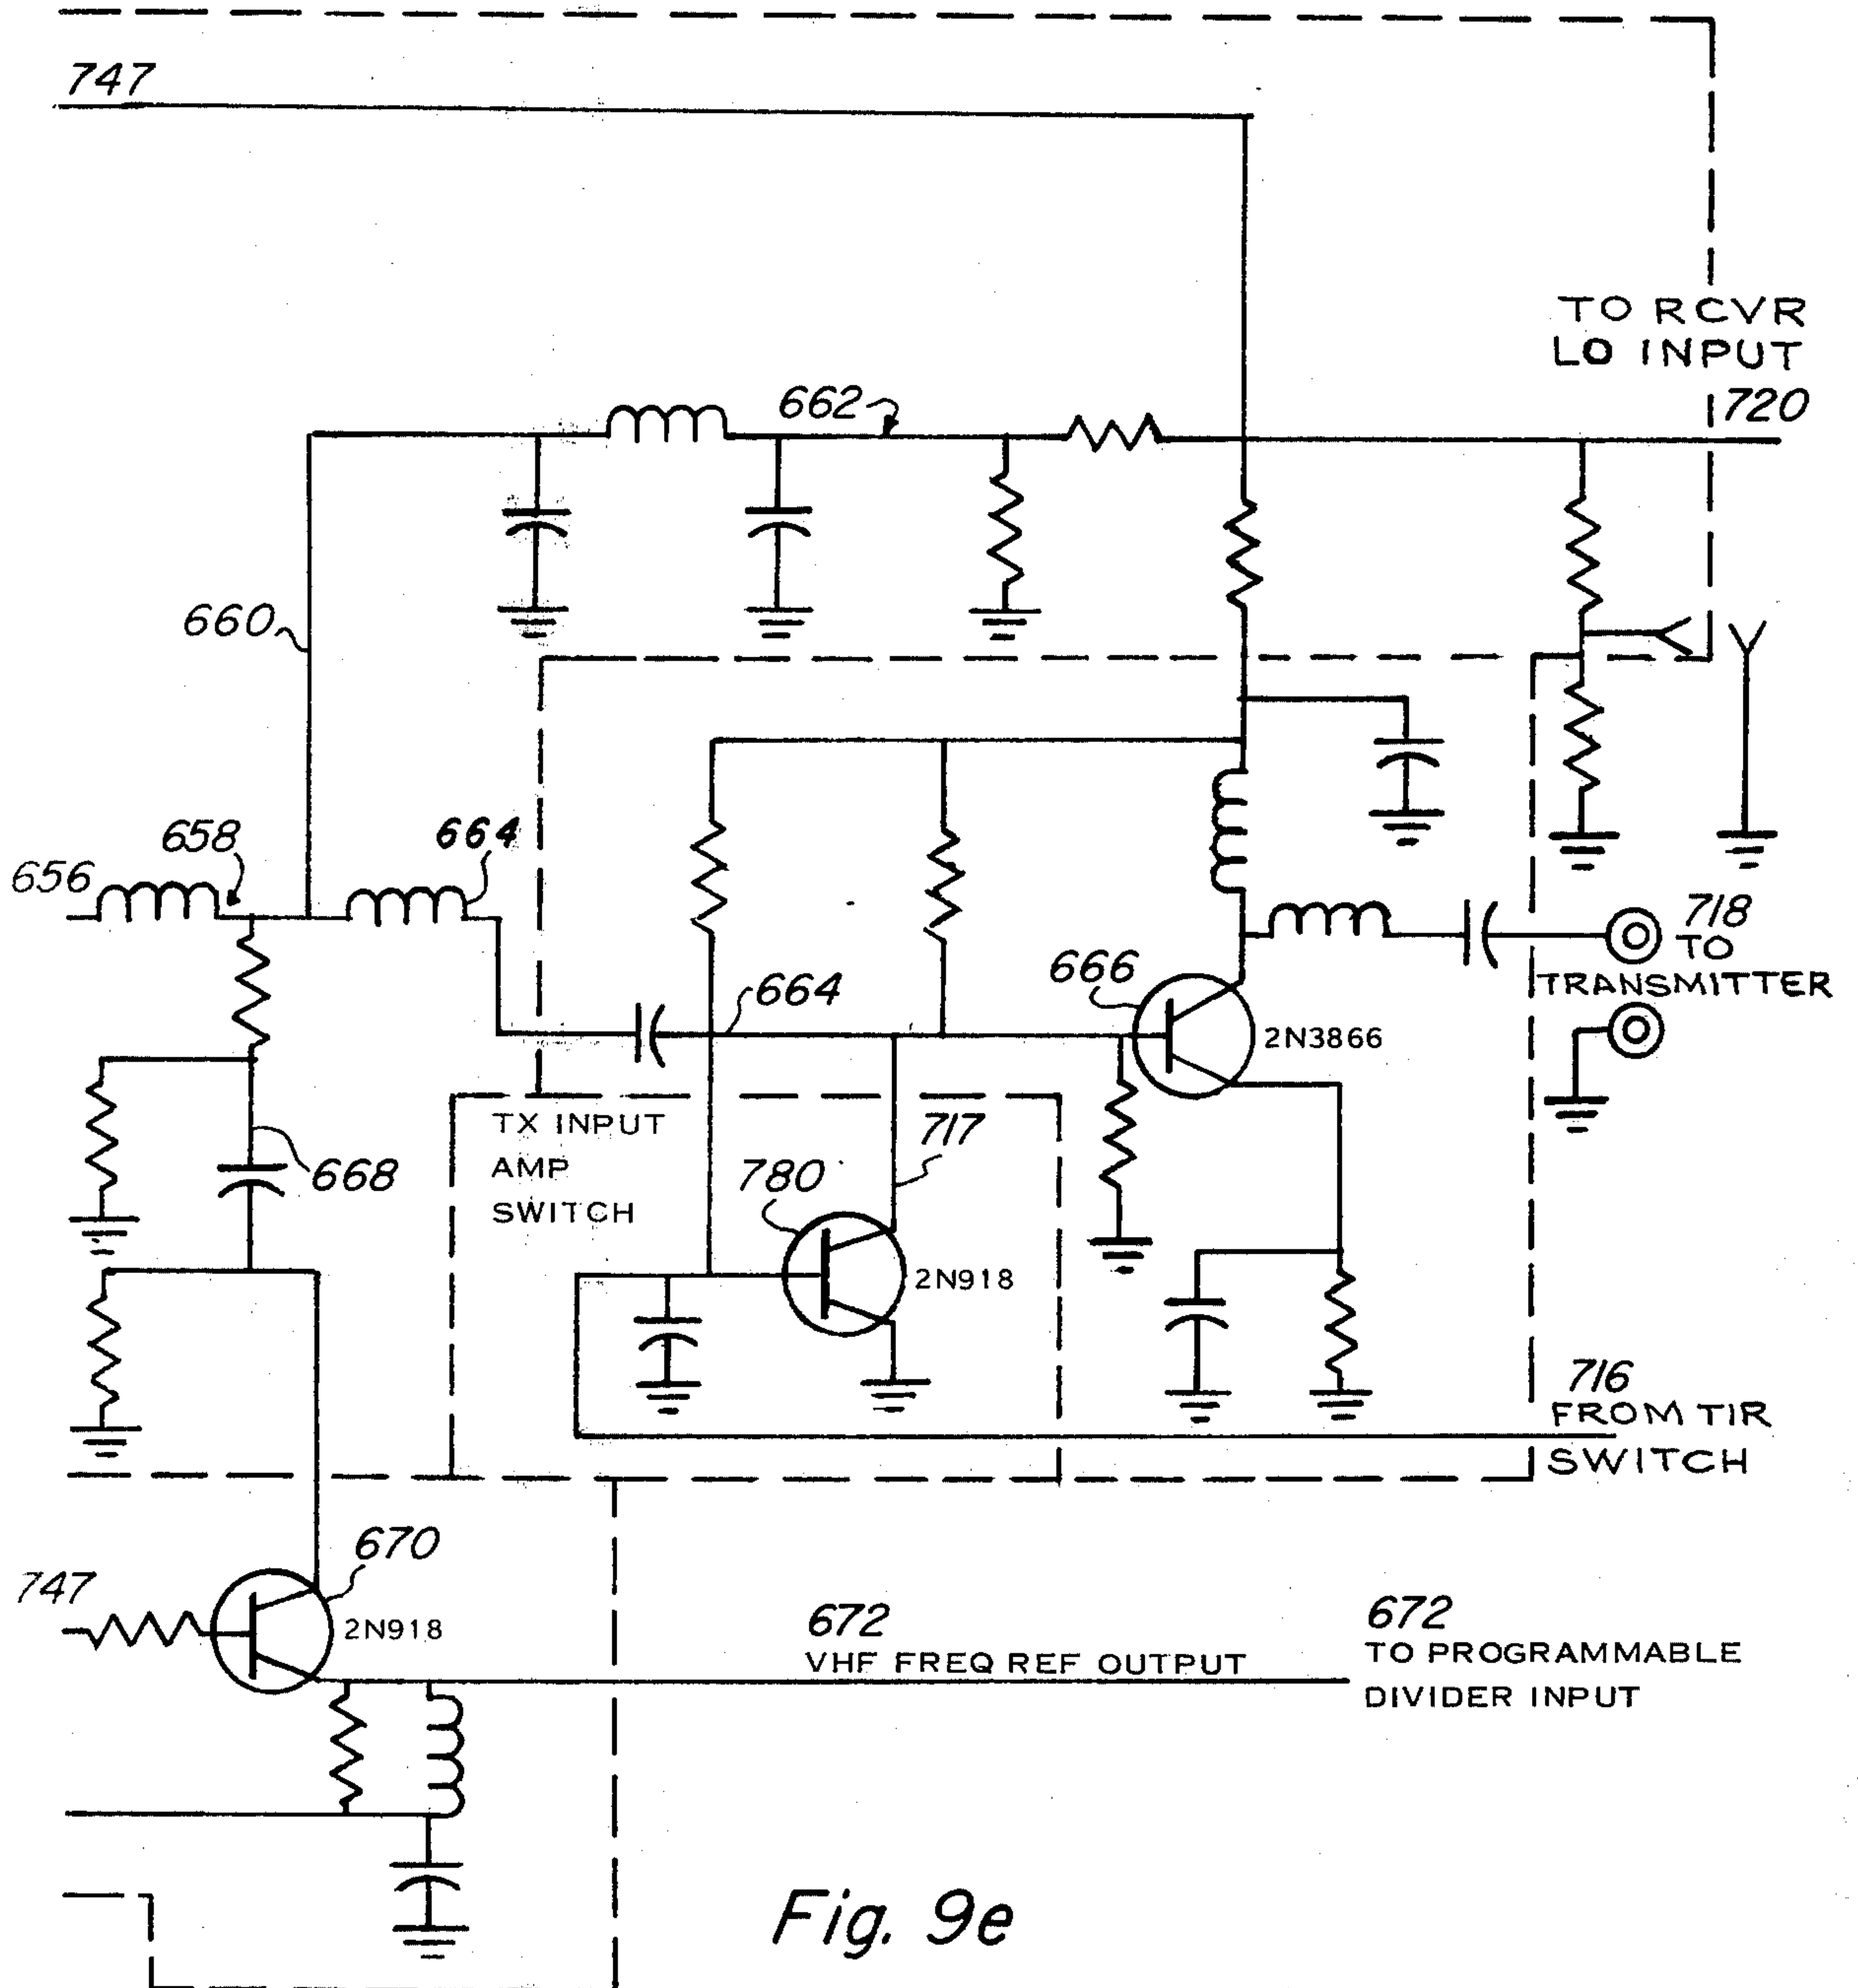 747
TO RCVR
LO INPUT
720
662
660
658
664
656
718
TO
TRANSMITTER
664
666
2N3866
TX INPUT
AMP
SWITCH
717
780
668
2N918
716
FROM TIR
SWITCH
670
747
2N918
672
VHF FREQ REF OUTPUT
672
TO PROGRAMMABLE
DIVIDER INPUT
Fig. 9e